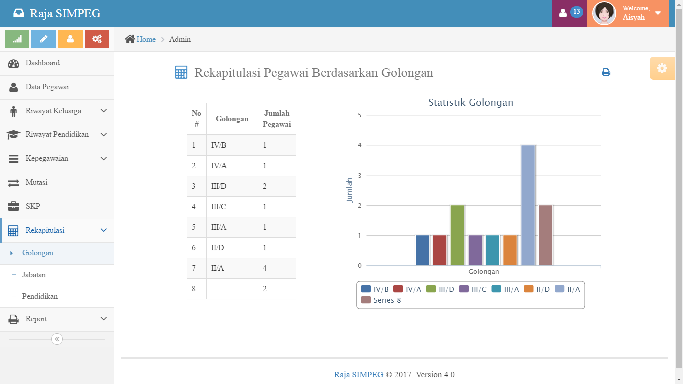 Raja SIMPEG
13
Welcome,
Aisyah
Home > Admin
Dashboard
Data Pegawai
Riwayat Keluarga
Riwayat Pendidikan
Kepegawaian
Mutasi
SKP
Rekapitulasi
Golongan
Jabatan
Pendidikan
Report
Rekapitulasi Pegawai Berdasarkan Golongan
No # Golongan Jumlah Pegawai
1 IV/B 1
2 IV/A 1
3 III/D 2
4 III/C 1
5 III/A 1
6 II/D 1
7 II/A 4
8 2
Statistik Golongan
5
4
3
2
1
0
Jumlah
Golongan
IV/B IV/A III/D III/C III/A II/D II/A
Series 8
Raja SIMPEG © 2017 Version 4.0